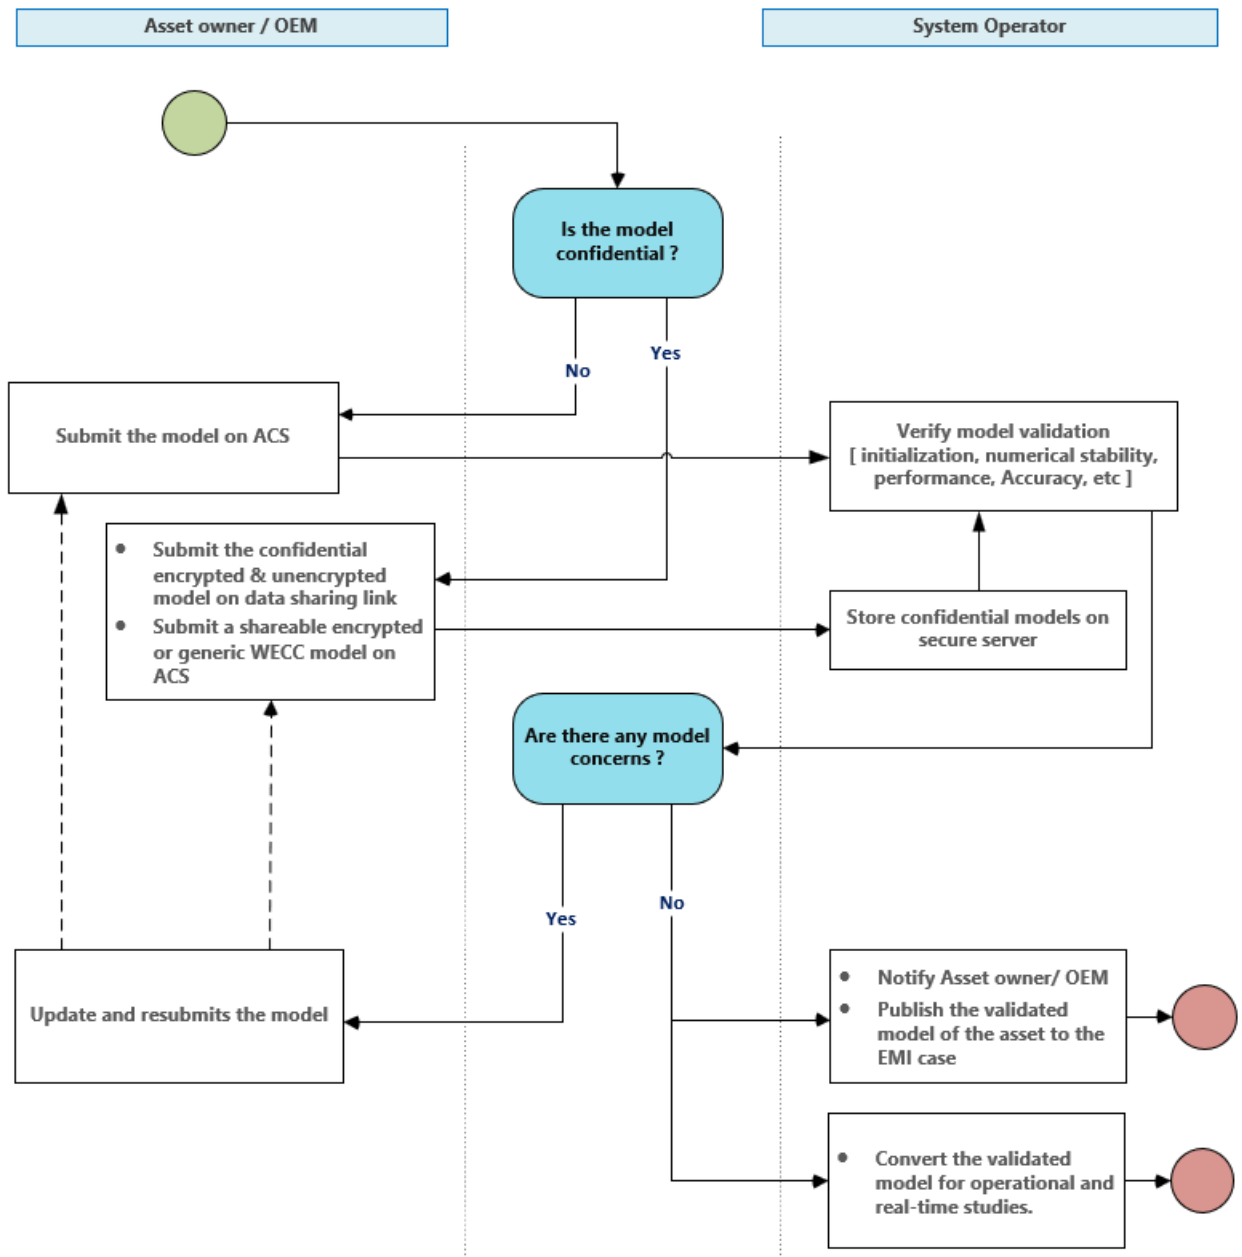 Asset owner / OEM
System Operator
Is the model
confidential ?
No
Yes
Submit the model on ACS
Verify model validation
[ initialization, numerical stability,
performance, Accuracy, etc ]
• Submit the confidential
encrypted & unencrypted
model on data sharing link
• Submit a shareable encrypted
or generic WECC model on
ACS
Store confidential models on
secure server
Are there any model
concerns ?
Yes
No
Update and resubmits the model
• Notify Asset owner/ OEM
• Publish the validated
model of the asset to the
EMI case
• Convert the validated
model for operational and
real-time studies.